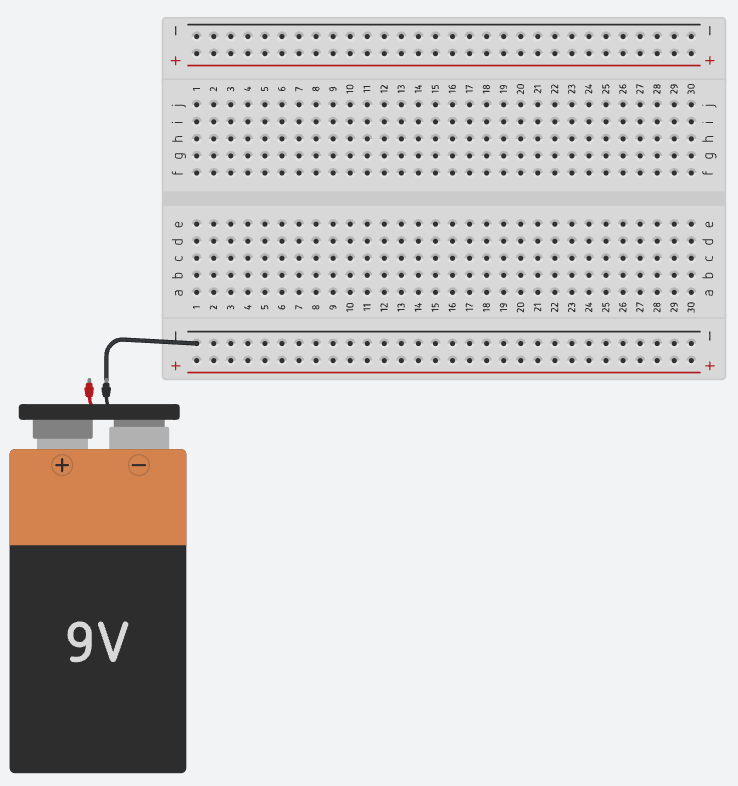 − −
+ +
1 2 3 4 5 6 7 8 9 10 11 12 13 14 15 16 17 18 19 20 21 22 23 24 25 26 27 28 29 30
j j
i i
h h
g g
f f
e e
d d
c c
b b
a a
1 2 3 4 5 6 7 8 9 10 11 12 13 14 15 16 17 18 19 20 21 22 23 24 25 26 27 28 29 30
− −
+ +
+ −
9V